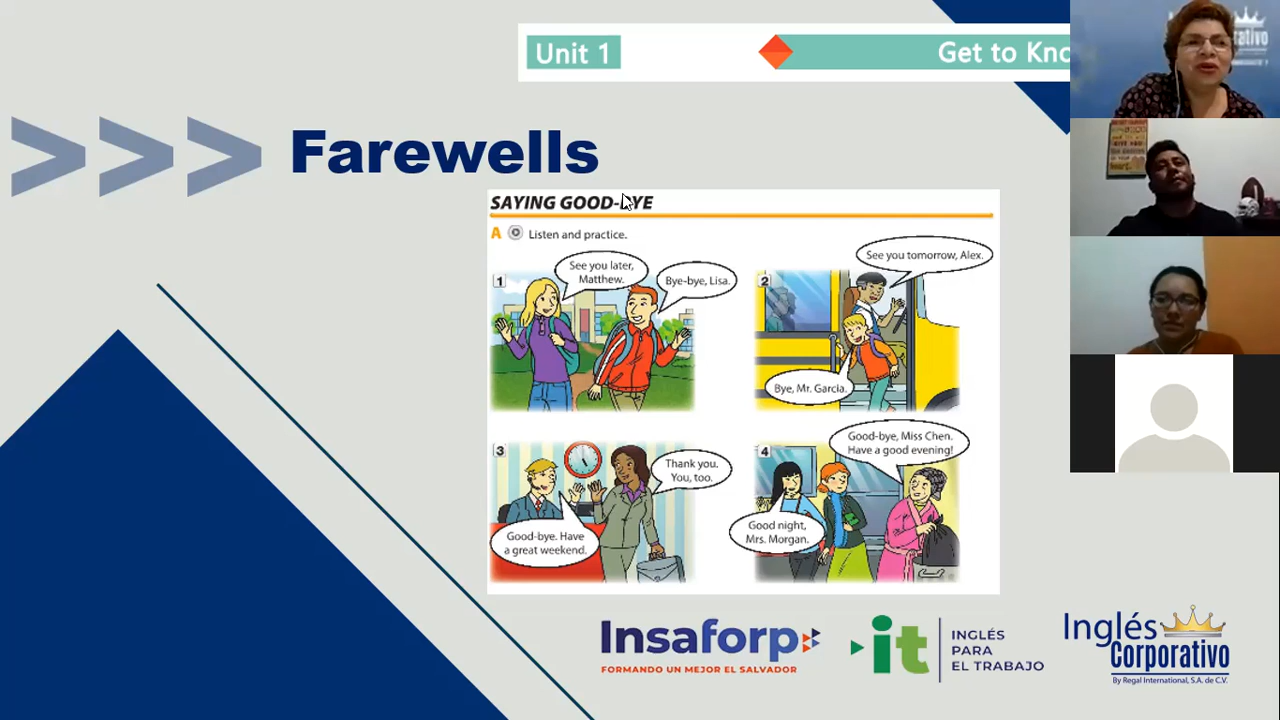 Unit 1
Get to Kno
Farewells
SAYING GOOD-BYE
A Listen and practice.
1
See you later,
Matthew.
Bye-bye, Lisa.
2
See you tomorrow, Alex.
Bye, Mr. Garcia.
3
Thank you.
You, too.
Good-bye. Have
a great weekend.
4
Good-bye, Miss Chen.
Have a good evening!
Good night,
Mrs. Morgan.
Insaforp
FORMANDO UN MEJOR EL SALVADOR
it
INGLÉS
PARA
EL TRABAJO
Inglés
Corporativo
By Regal International, S.A. de C.V.